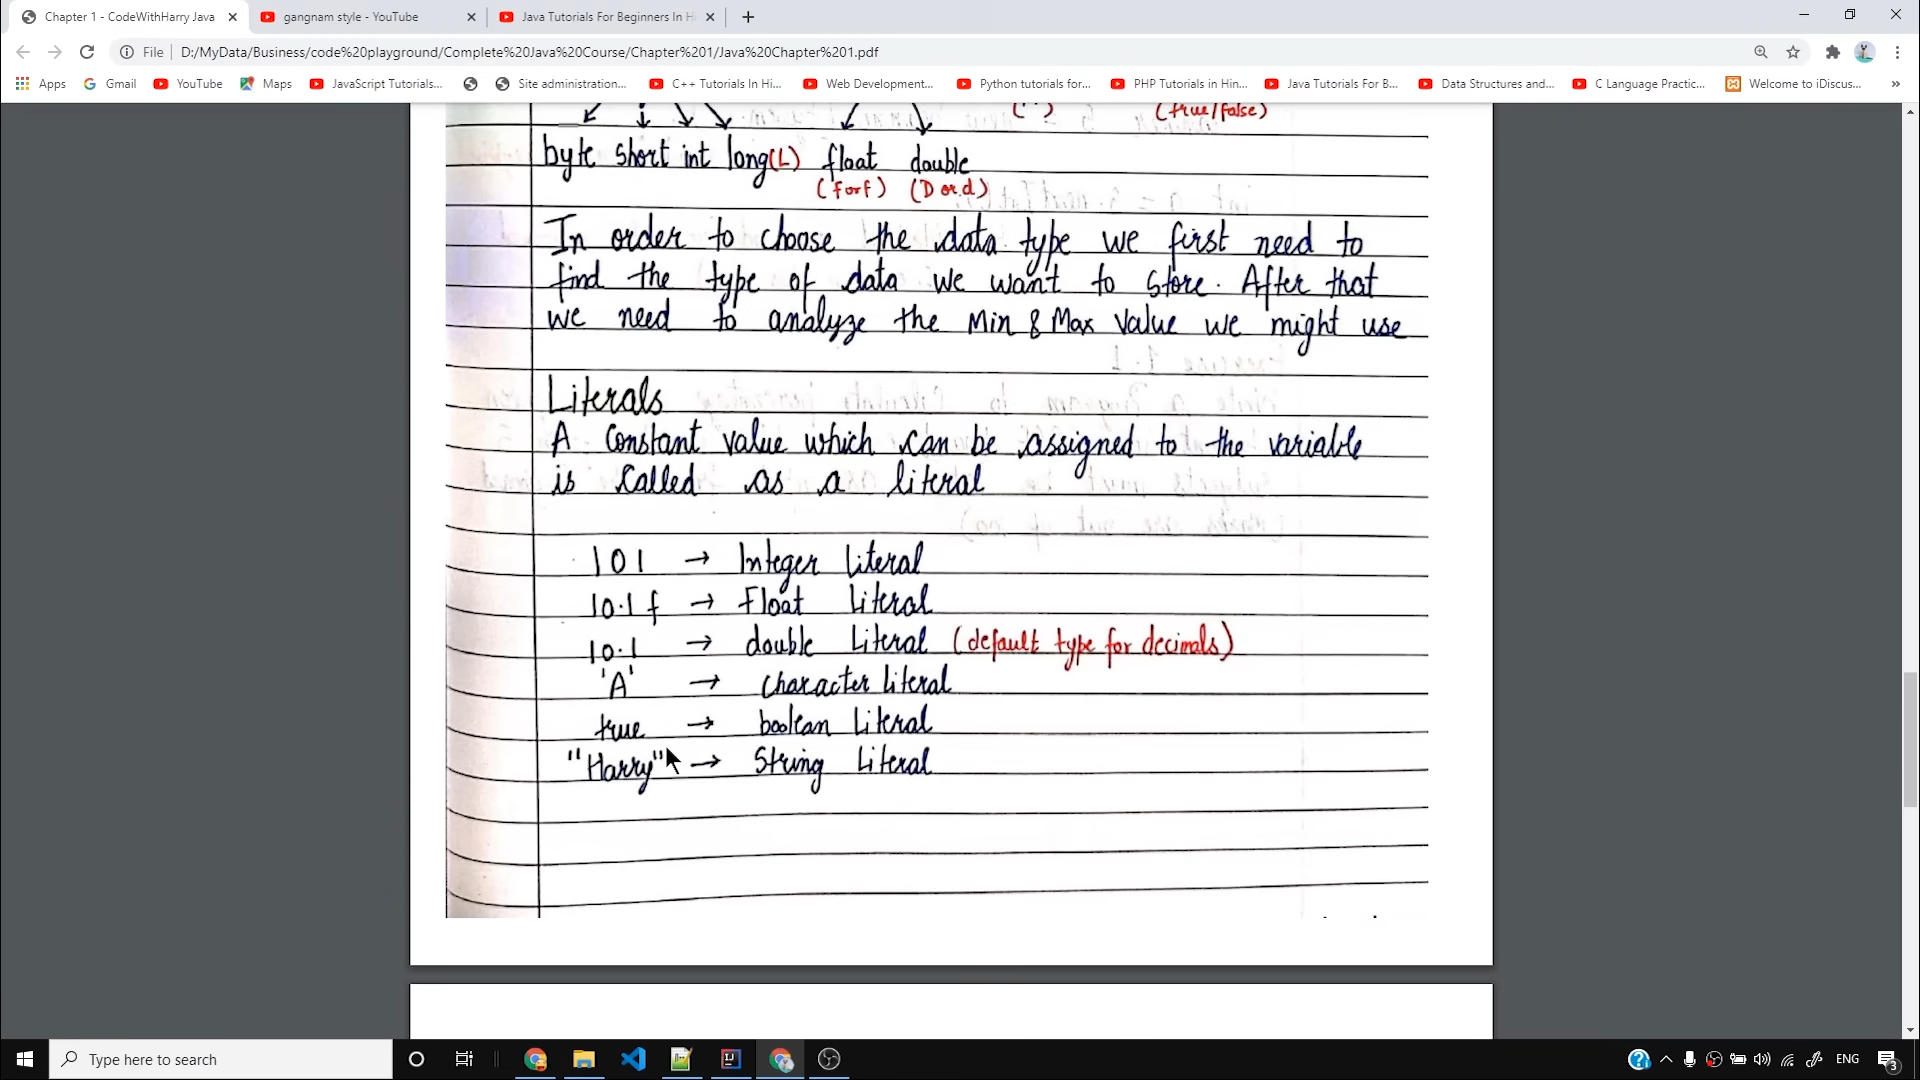 Chapter 1 - CodeWithHarry Java
gangnam style - YouTube
Java Tutorials For Beginners In H
File
D:/MyData/Business/code%20playground/Complete%20Java%20Course/Chapter%201/Java%20Chapter%201.pdf
Apps
Gmail
YouTube
Maps
JavaScript Tutorials...
Site administration...
C++ Tutorials In Hi...
Web Development...
Python tutorials for...
PHP Tutorials in Hin...
Java Tutorials For B...
Data Structures and...
C Language Practic...
Welcome to iDiscus...
(' ') (true/false)
byte short int long(L) float double
(F or f) (D or d)
In order to choose the data type we first need to
find the type of data we want to store. After that
we need to analyze the Min & Max value we might use
Literals
A constant value which can be assigned to the variable
is called as a literal
101 → Integer Literal
10.1f → Float Literal
10.1 → double Literal (default type for decimals)
'A' → character literal
true → boolean Literal
"Harry" → String Literal
Type here to search
ENG
3